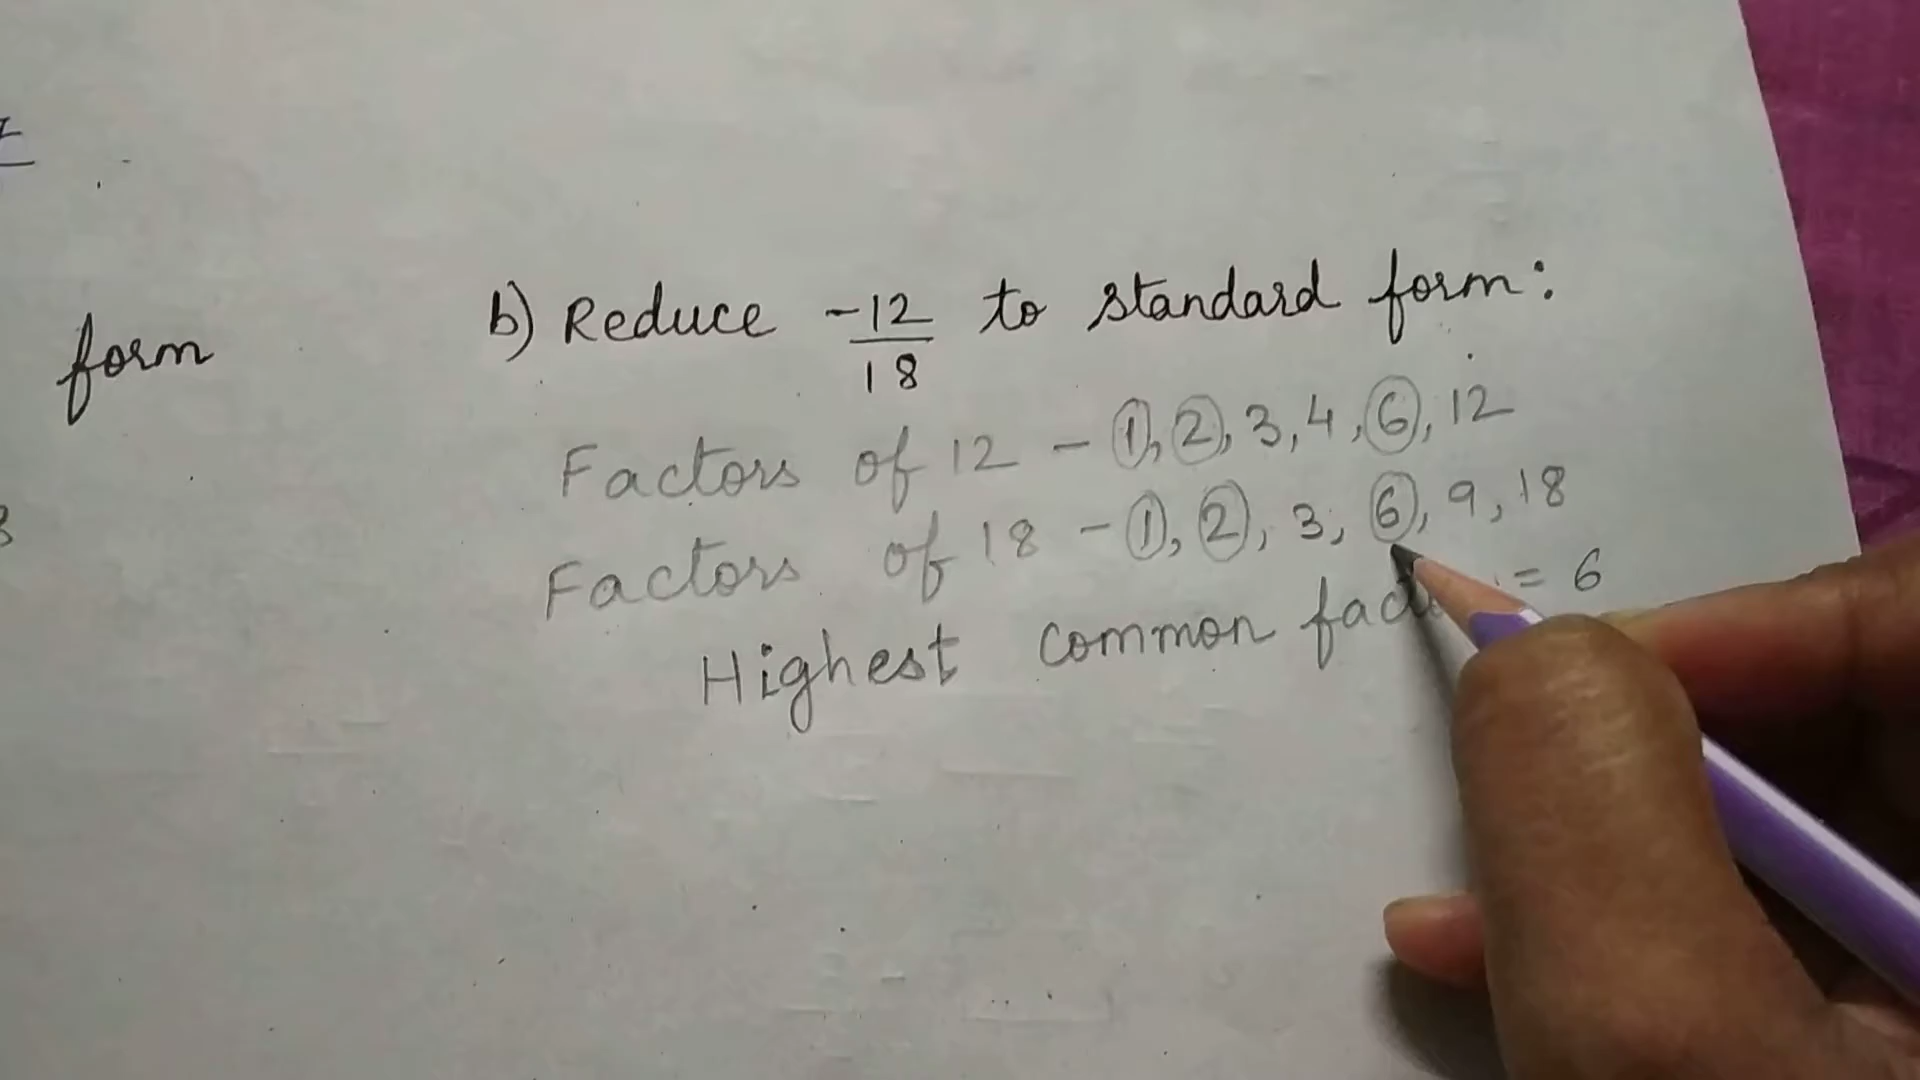 form
b) Reduce -12/18 to standard form:
Factors of 12 - 1, 2, 3, 4, 6, 12
Factors of 18 - 1, 2, 3, 6, 9, 18
Highest common = 6